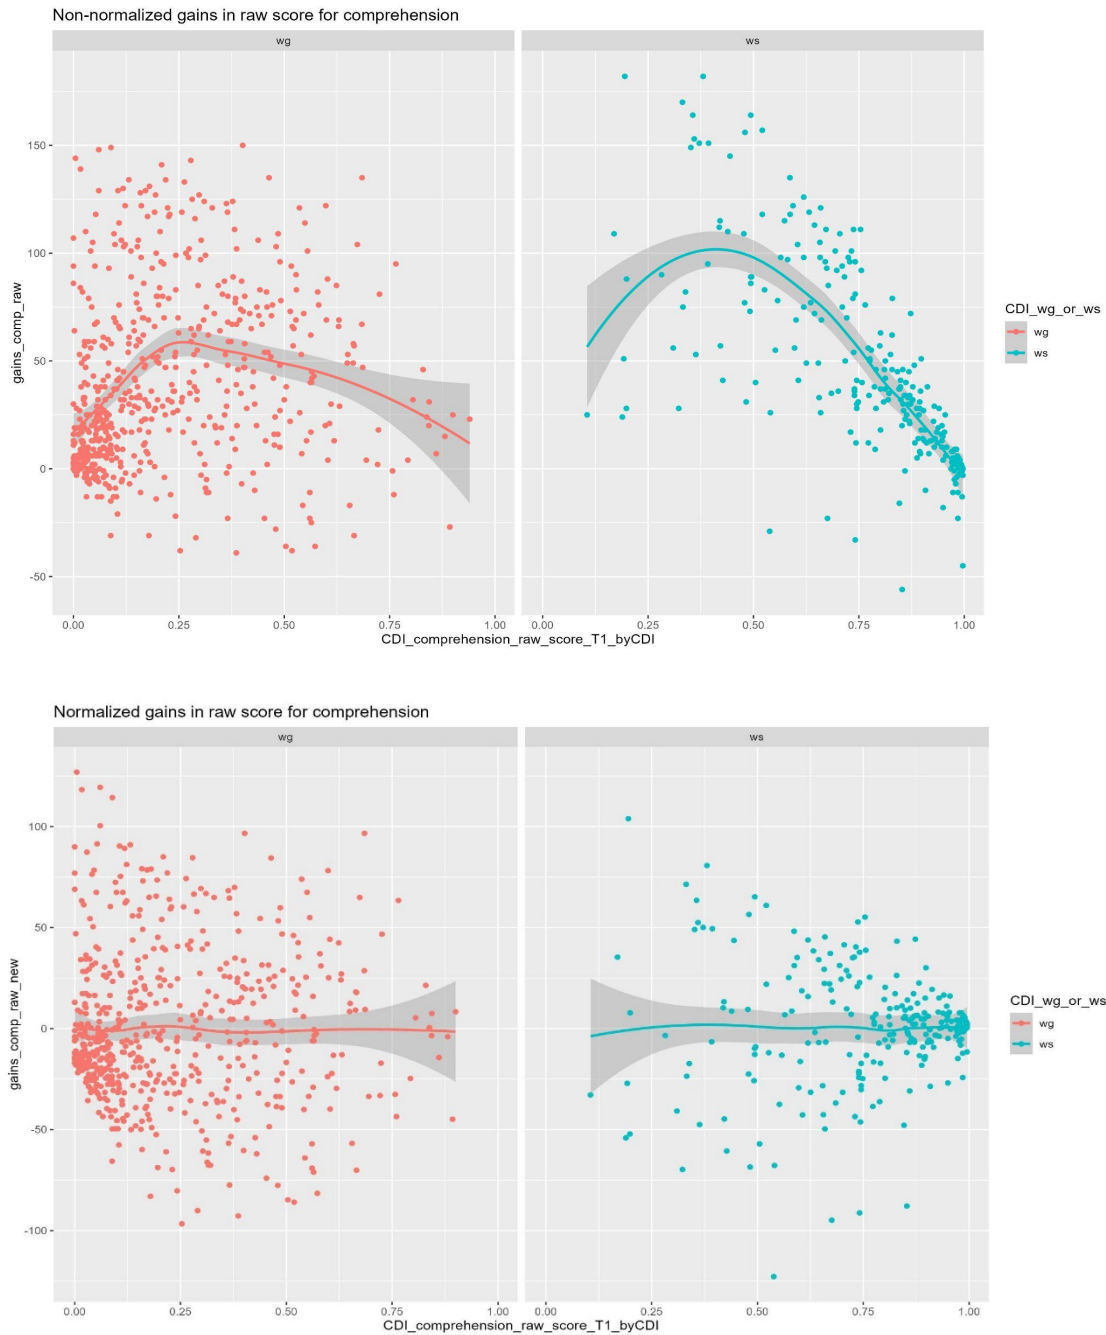 Non-normalized gains in raw score for comprehension
wg
ws
150
100
50
0
-50
gains_comp_raw
0.00 0.25 0.50 0.75 1.00
0.00 0.25 0.50 0.75 1.00
CDI_comprehension_raw_score_T1_byCDI
CDI_wg_or_ws
wg
ws
Normalized gains in raw score for comprehension
wg
ws
100
50
0
-50
-100
gains_comp_raw_new
0.00 0.25 0.50 0.75 1.00
0.00 0.25 0.50 0.75 1.00
CDI_comprehension_raw_score_T1_byCDI
CDI_wg_or_ws
wg
ws